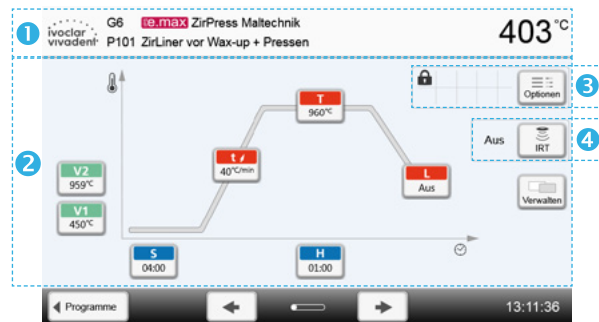 G6 IPS e.max ZirPress Maltechnik
403°C
ivoclar
vivadent
P101 ZirLiner vor Wax-up + Pressen
1
2
3
4
T
960°C
Optionen
t
40°C/min
Aus
IRT
V2
959°C
L
Aus
Verwalten
V1
450°C
S
04:00
H
01:00
Programme
13:11:36